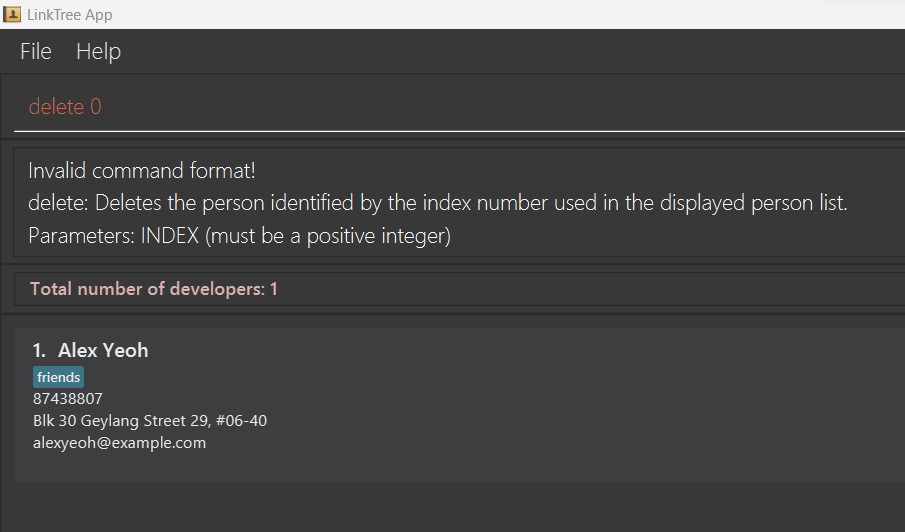 LinkTree App
File Help
delete 0
Invalid command format!
delete: Deletes the person identified by the index number used in the displayed person list.
Parameters: INDEX (must be a positive integer)
Total number of developers: 1
1. Alex Yeoh
friends
87438807
Blk 30 Geylang Street 29, #06-40
alexyeoh@example.com